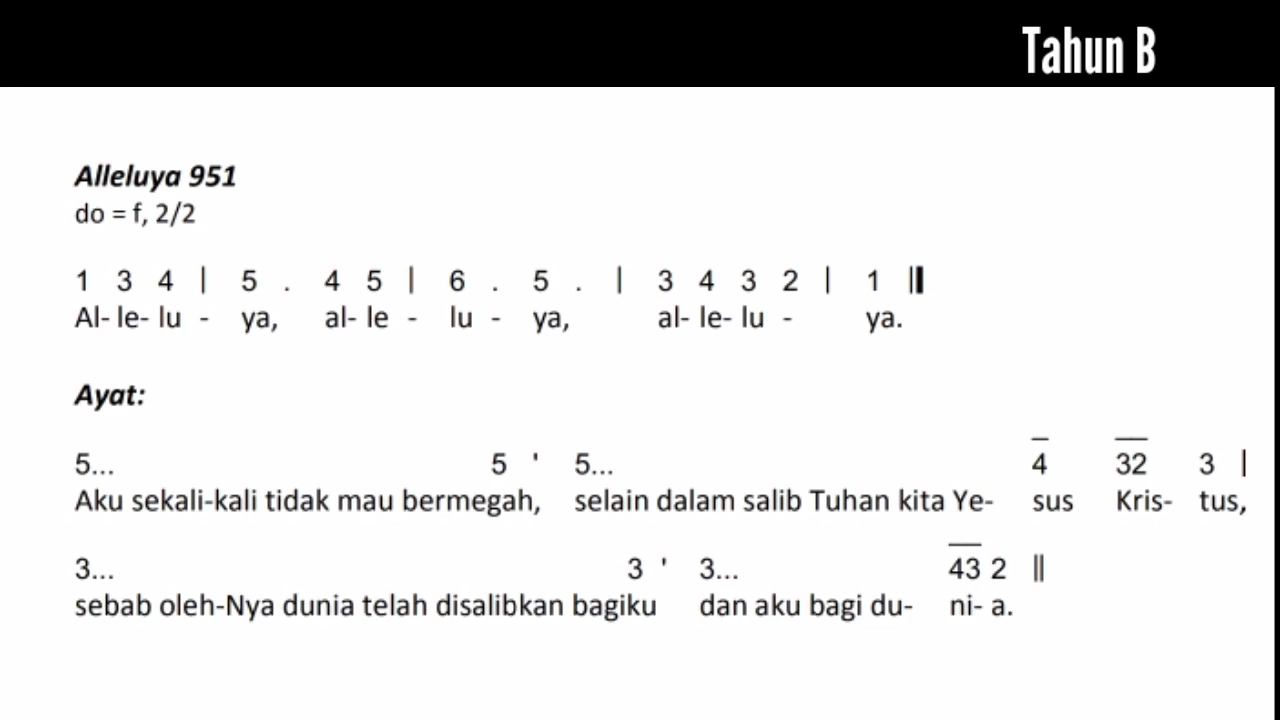 Tahun B
Alleluya 951
do = f, 2/2
1 3 4 | 5 . 4 5 | 6 . 5 . | 3 4 3 2 | 1 ||
Al- le- lu - ya, al- le - lu - ya, al- le- lu - ya.
Ayat:
5... 5 ' 5... 4 32 3 |
Aku sekali-kali tidak mau bermegah, selain dalam salib Tuhan kita Ye- sus Kris- tus,
3... 3 ' 3... 43 2 ||
sebab oleh-Nya dunia telah disalibkan bagiku dan aku bagi du- ni- a.